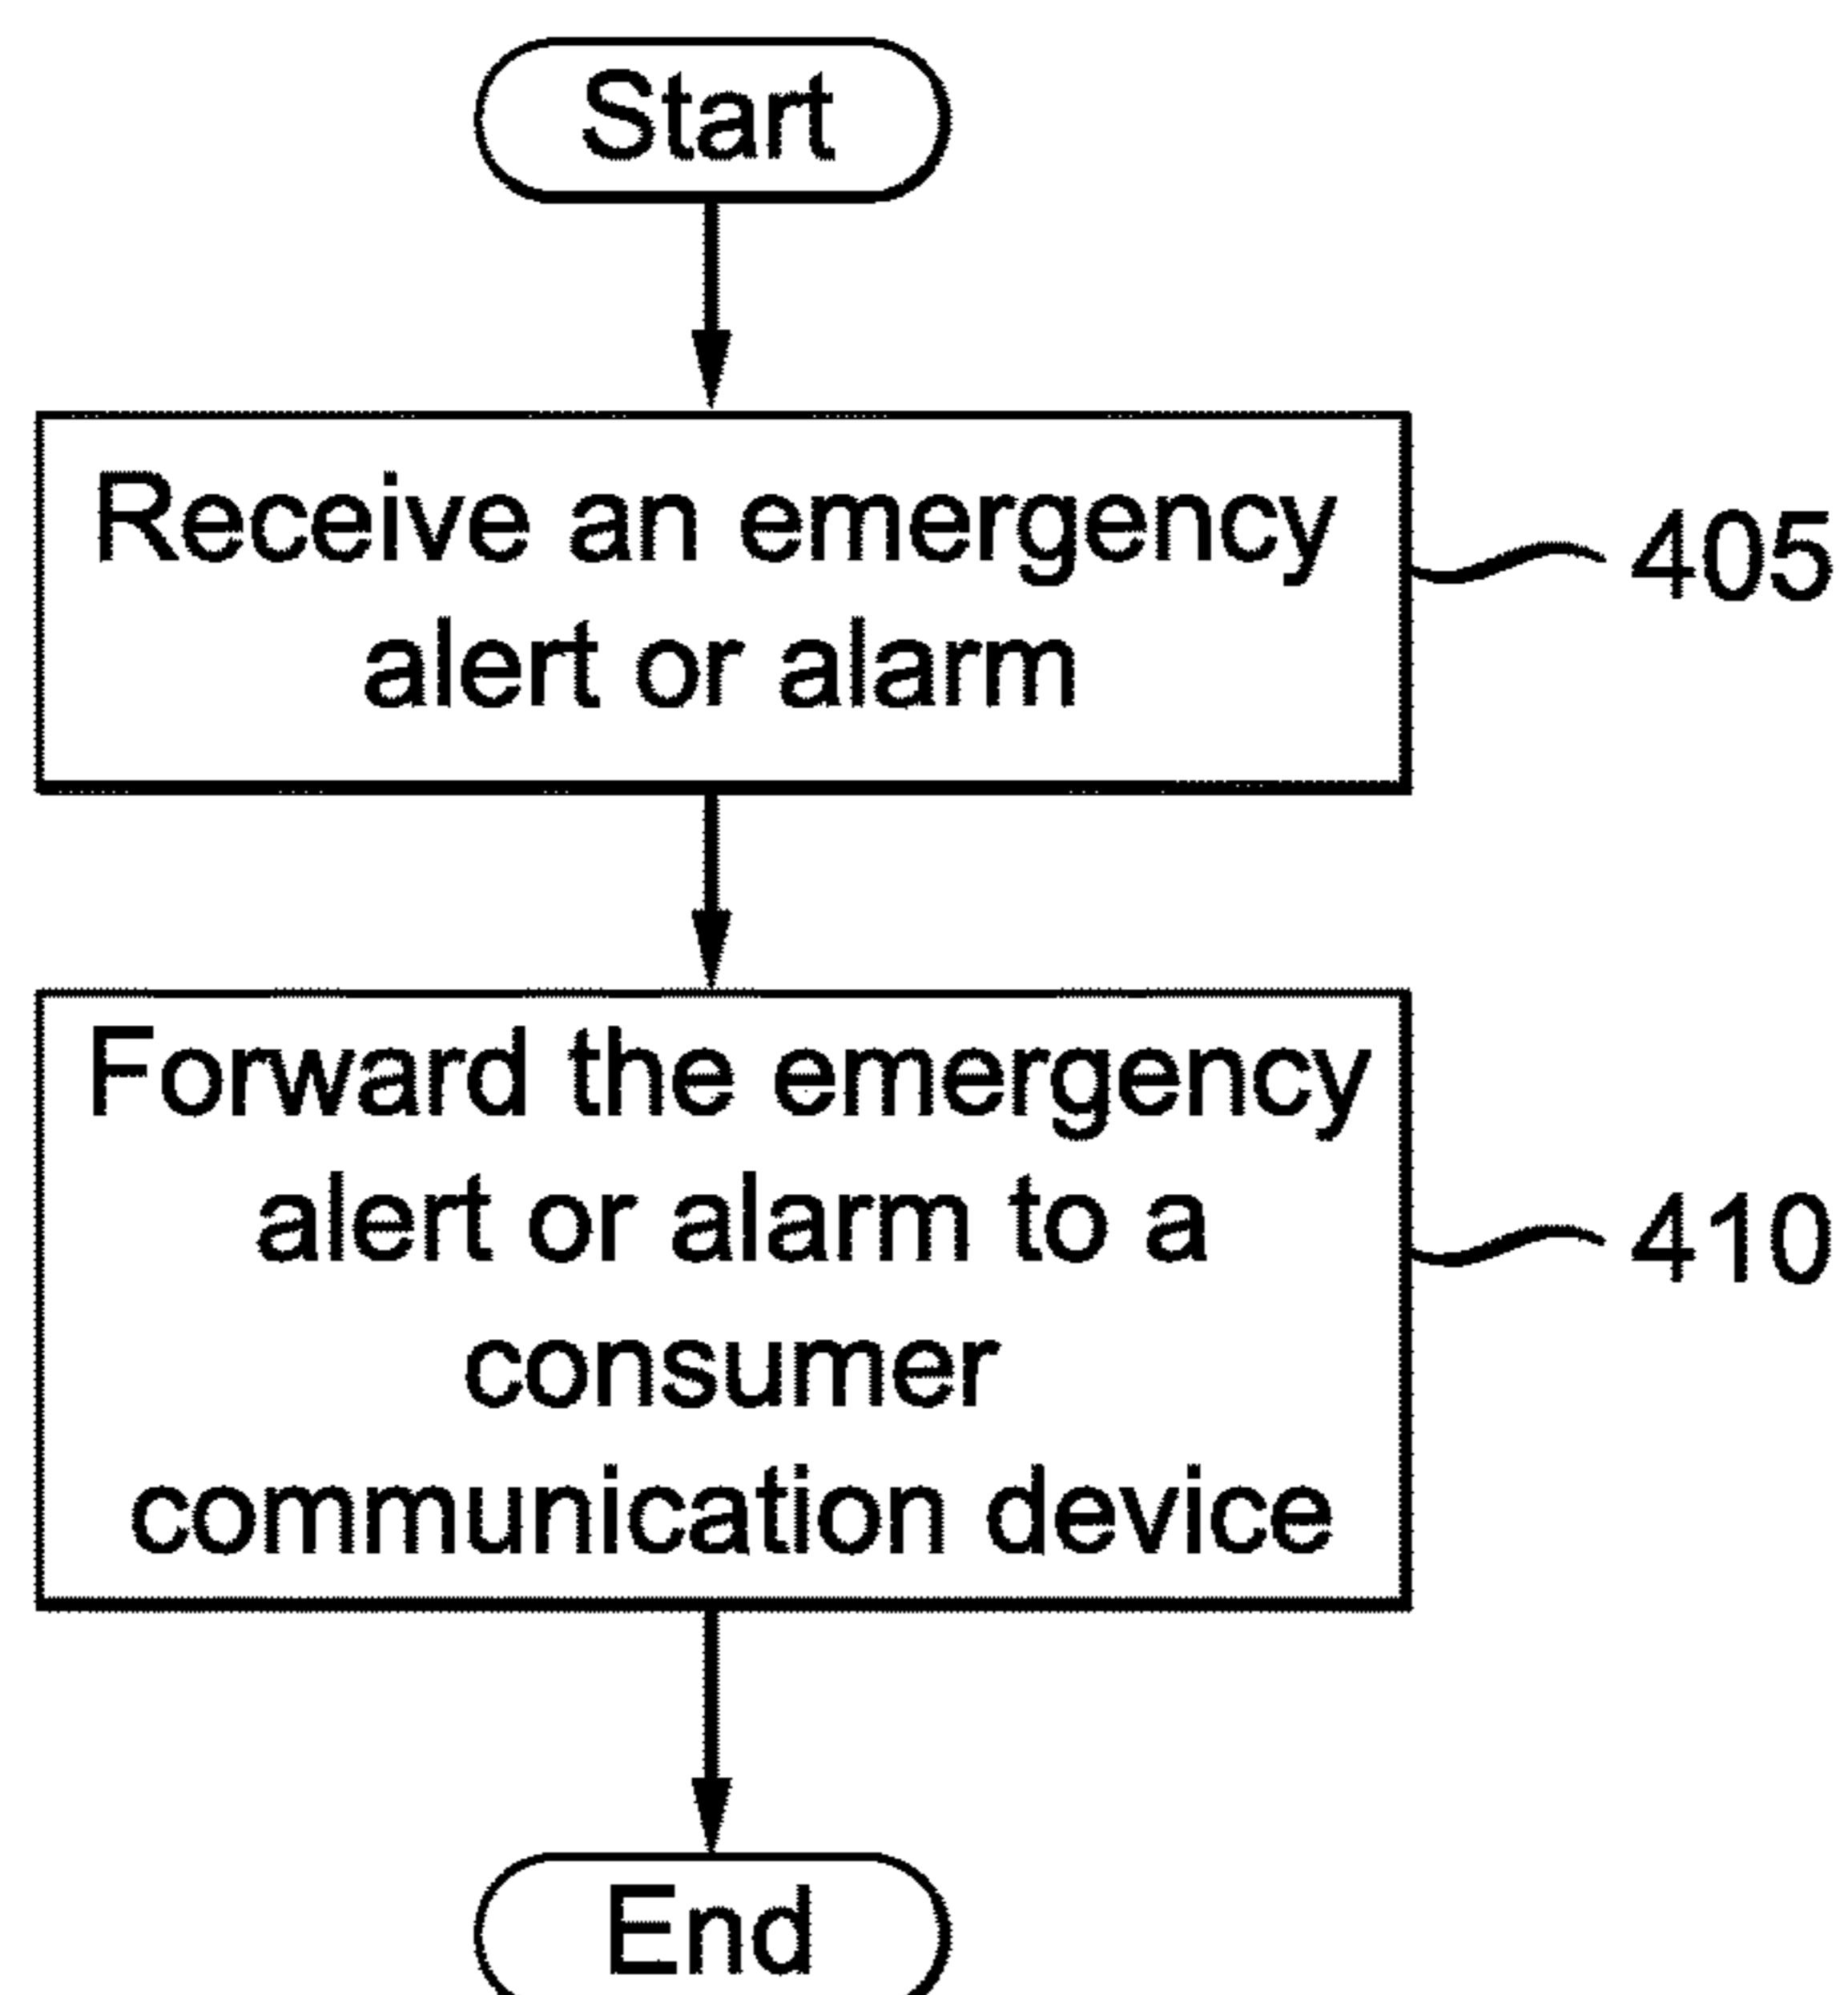 Start
Receive an emergency
alert or alarm
405
Forward the emergency
alert or alarm to a
consumer
communication device
410
End